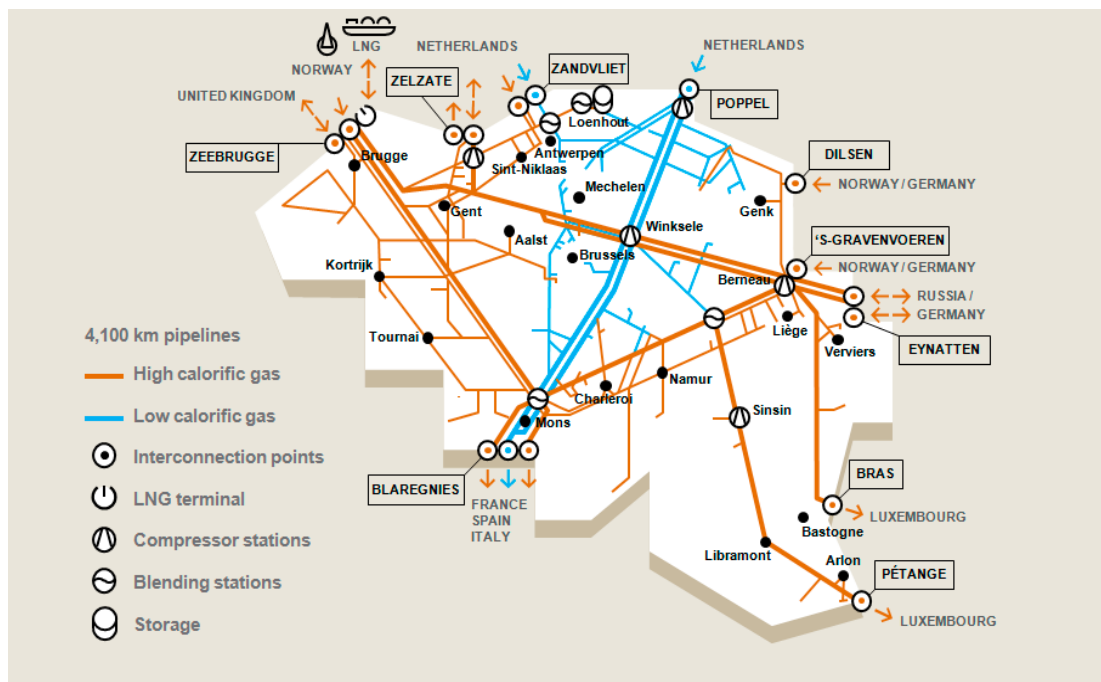 LNG
NORWAY
NETHERLANDS
NETHERLANDS
UNITED KINGDOM
ZELZATE
ZANDVLIET
POPPEL
ZEEBRUGGE
DILSEN
NORWAY / GERMANY
'S-GRAVENVOEREN
NORWAY / GERMANY
RUSSIA /
GERMANY
EYNATTEN
Loenhout
Antwerpen
Sint-Niklaas
Brugge
Mechelen
Gent
Genk
Winksele
Aalst
Brussels
Berneau
Kortrijk
Liège
Verviers
Tournai
Namur
Charleroi
Sinsin
Mons
BLAREGNIES
FRANCE
SPAIN
ITALY
BRAS
LUXEMBOURG
Bastogne
Libramont
Arlon
PÉTANGE
LUXEMBOURG
4,100 km pipelines
High calorific gas
Low calorific gas
Interconnection points
LNG terminal
Compressor stations
Blending stations
Storage